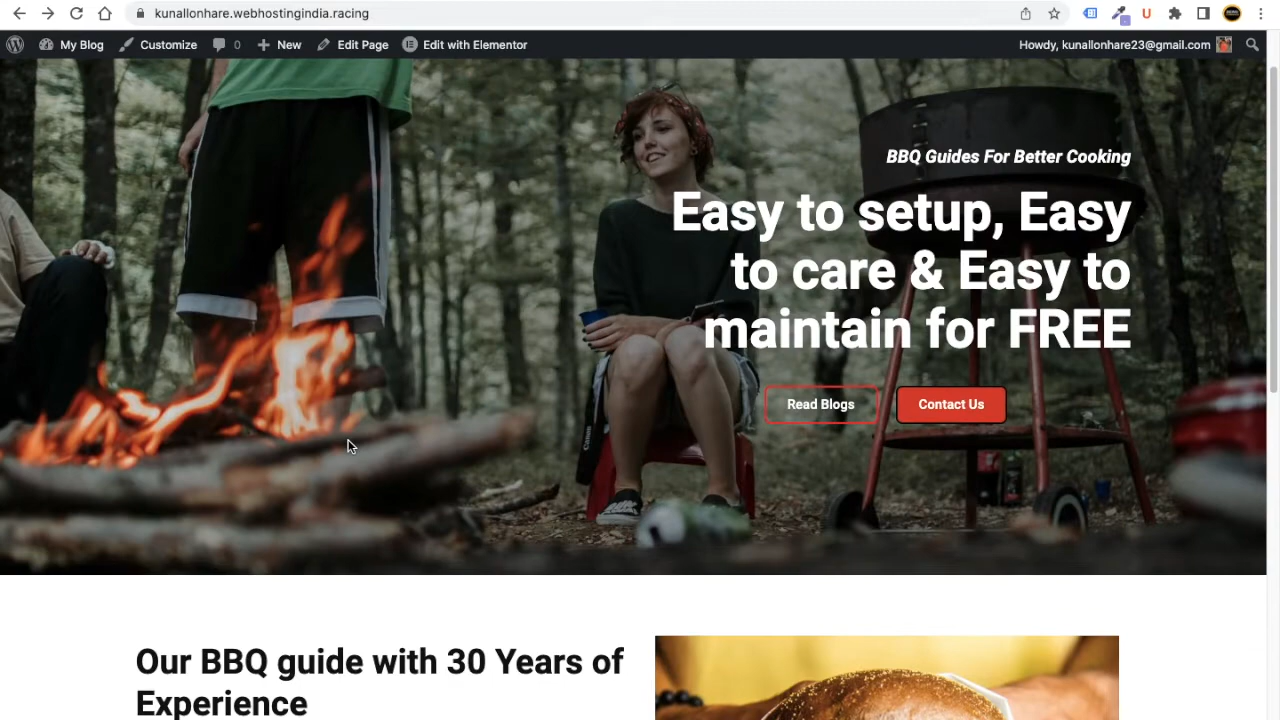 kunallonhare.webhostingindia.racing
My Blog Customize 0 New Edit Page Edit with Elementor Howdy, kunallonhare23@gmail.com
BBQ Guides For Better Cooking
Easy to setup, Easy
to care & Easy to
maintain for FREE
Read Blogs Contact Us
Our BBQ guide with 30 Years of
Experience